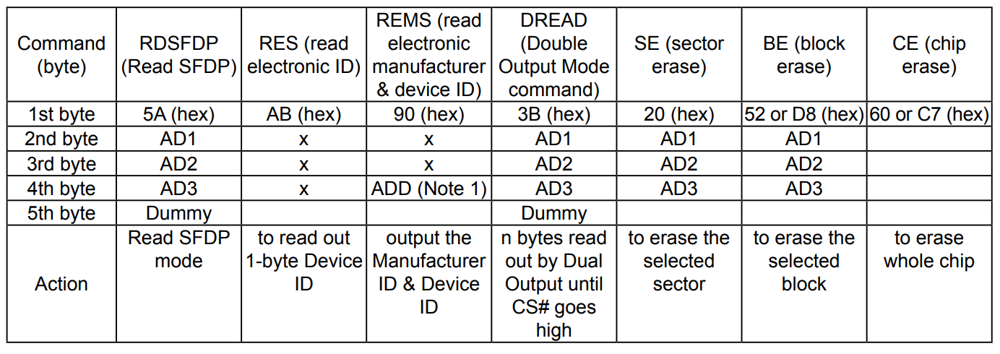 Command (byte) RDSFDP (Read SFDP) RES (read electronic ID) REMS (read electronic manufacturer & device ID) DREAD (Double Output Mode command) SE (sector erase) BE (block erase) CE (chip erase)
1st byte 5A (hex) AB (hex) 90 (hex) 3B (hex) 20 (hex) 52 or D8 (hex) 60 or C7 (hex)
2nd byte AD1 x x AD1 AD1 AD1
3rd byte AD2 x x AD2 AD2 AD2
4th byte AD3 x ADD (Note 1) AD3 AD3 AD3
5th byte Dummy Dummy
Action Read SFDP mode to read out 1-byte Device ID output the Manufacturer ID & Device ID n bytes read out by Dual Output until CS# goes high to erase the selected sector to erase the selected block to erase whole chip